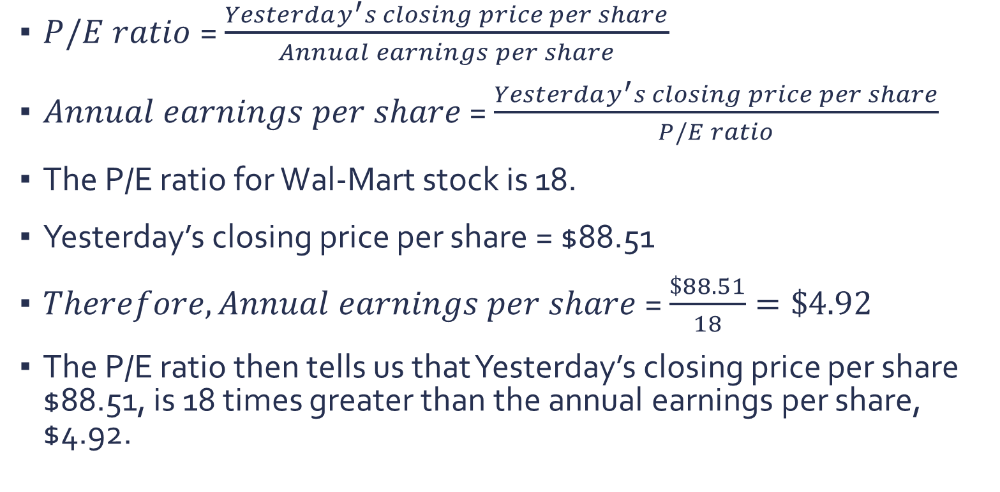 ▪ P/E ratio = Yesterday's closing price per share / Annual earnings per share
▪ Annual earnings per share = Yesterday's closing price per share / P/E ratio
▪ The P/E ratio for Wal-Mart stock is 18.
▪ Yesterday’s closing price per share = $88.51
▪ Therefore, Annual earnings per share = $88.51 / 18 = $4.92
▪ The P/E ratio then tells us that Yesterday’s closing price per share
$88.51, is 18 times greater than the annual earnings per share,
$4.92.